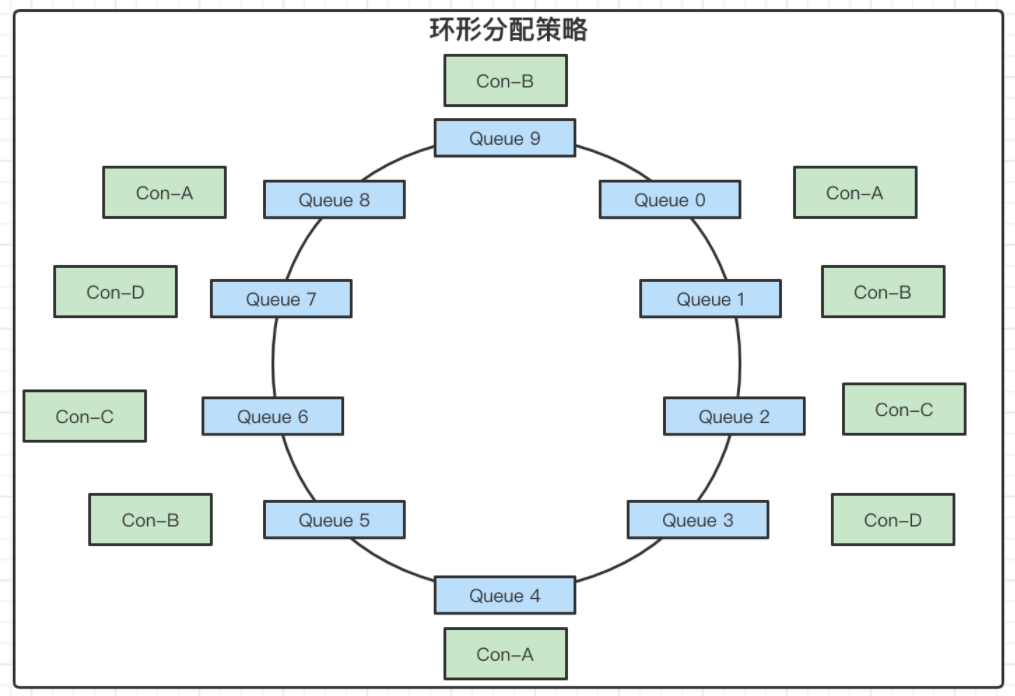 环形分配策略
Con-B
Queue 9
Con-A
Queue 8
Queue 0
Con-A
Con-D
Queue 7
Queue 1
Con-B
Con-C
Queue 6
Queue 2
Con-C
Con-B
Queue 5
Queue 3
Con-D
Queue 4
Con-A